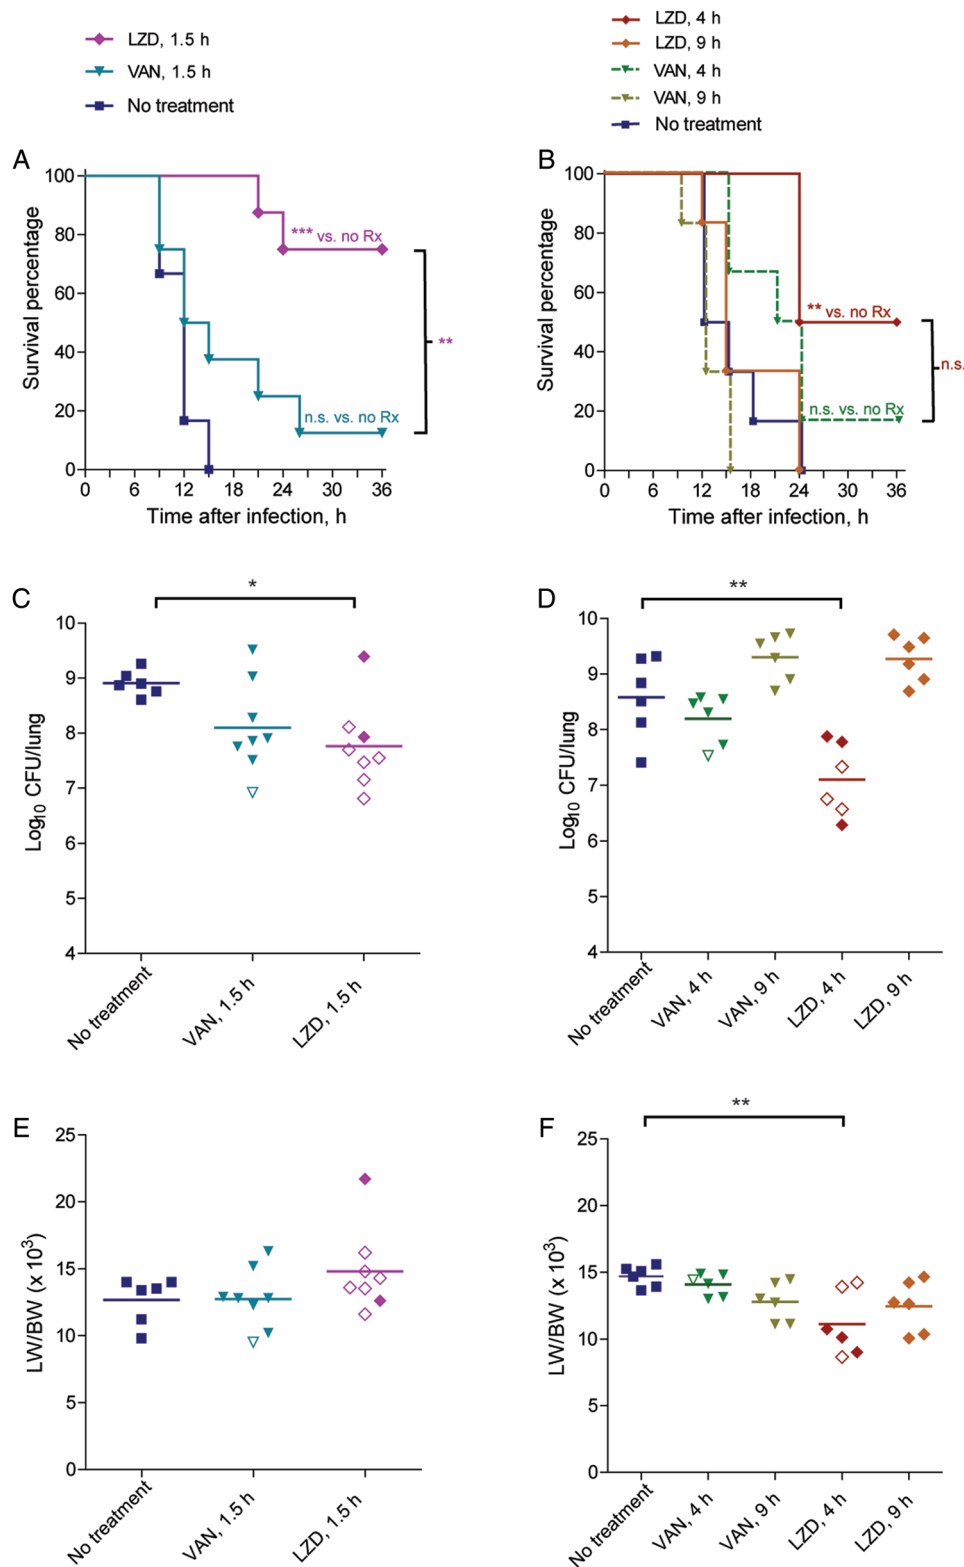 LZD, 1.5 h
VAN, 1.5 h
No treatment
LZD, 4 h
LZD, 9 h
VAN, 4 h
VAN, 9 h
No treatment
A
100
80
60
40
20
0
Survival percentage
0 6 12 18 24 30 36
Time after infection, h
*** vs. no Rx
**
n.s. vs. no Rx
B
100
80
60
40
20
0
Survival percentage
0 6 12 18 24 30 36
Time after infection, h
** vs. no Rx
n.s.
n.s. vs. no Rx
C
*
10
9
8
7
6
5
4
Log10 CFU/lung
No treatment
VAN, 1.5 h
LZD, 1.5 h
D
**
10
9
8
7
6
5
4
Log10 CFU/lung
No treatment
VAN, 4 h
VAN, 9 h
LZD, 4 h
LZD, 9 h
E
25
20
15
10
5
0
LW/BW (x 10³)
No treatment
VAN, 1.5 h
LZD, 1.5 h
F
**
25
20
15
10
5
0
LW/BW (x 10³)
No treatment
VAN, 4 h
VAN, 9 h
LZD, 4 h
LZD, 9 h